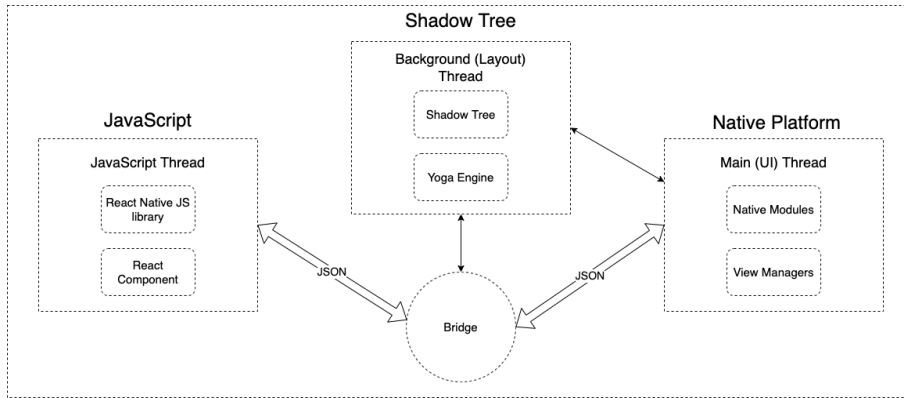 Shadow Tree
Background (Layout)
Thread
Shadow Tree
Yoga Engine
JavaScript
JavaScript Thread
React Native JS
library
React
Component
Native Platform
Main (UI) Thread
Native Modules
View Managers
JSON
JSON
Bridge